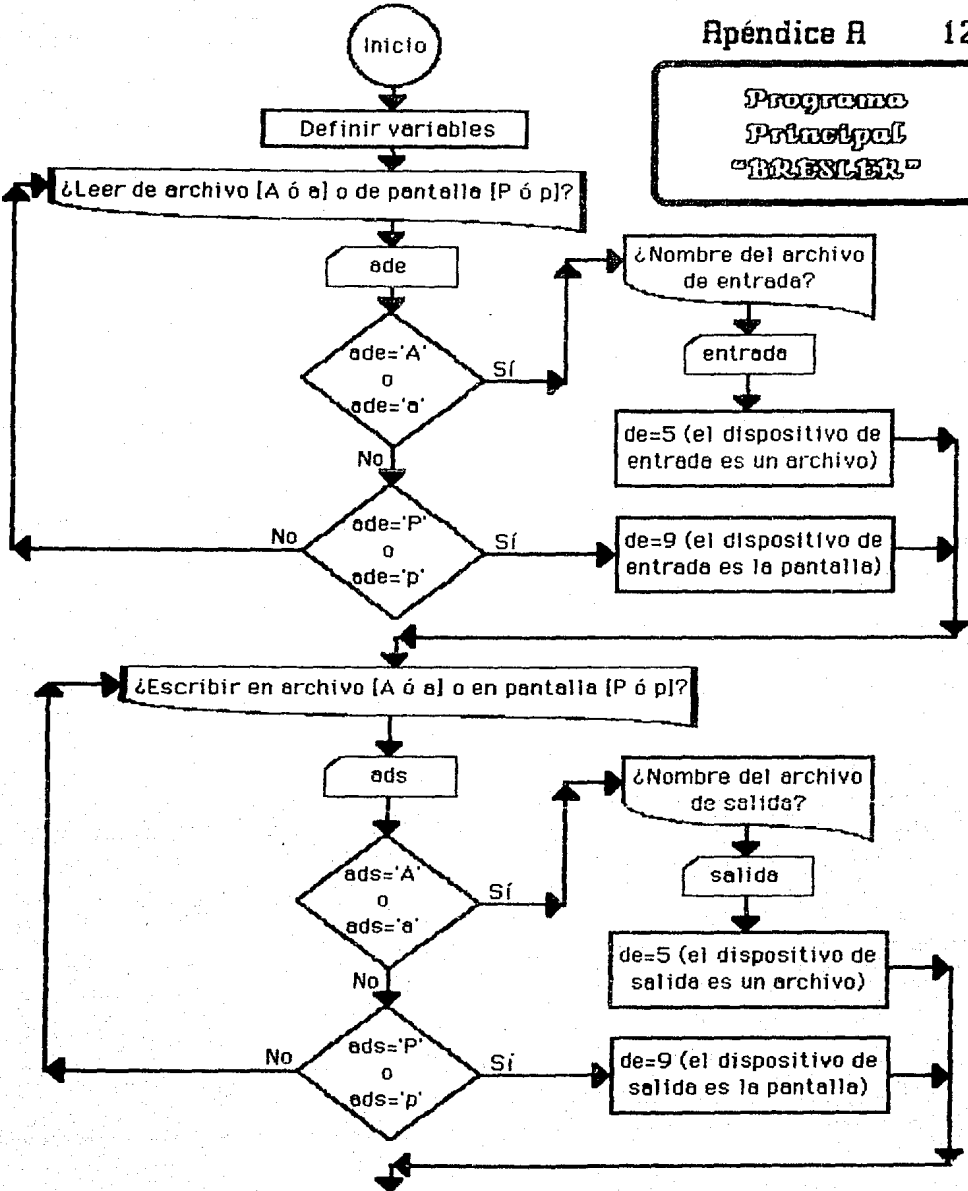 Apéndice A 12
Programa
Principal
"BRESLER"
Inicio
Definir variables
¿Leer de archivo [A ó a] o de pantalla [P ó p]?
ade
ade='A'
o
ade='a'
Sí
No
¿Nombre del archivo
de entrada?
entrada
de=5 (el dispositivo de
entrada es un archivo)
ade='P'
o
ade='p'
No
Sí
de=9 (el dispositivo de
entrada es la pantalla)
¿Escribir en archivo [A ó a] o en pantalla [P ó p]?
ads
ads='A'
o
ads='a'
Sí
No
¿Nombre del archivo
de salida?
salida
de=5 (el dispositivo de
salida es un archivo)
ads='P'
o
ads='p'
No
Sí
de=9 (el dispositivo de
salida es la pantalla)